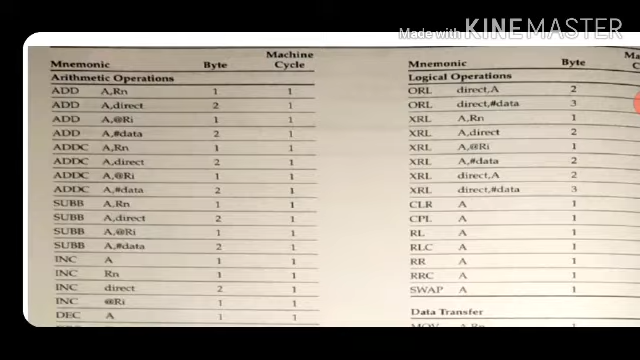 Made with KINEMASTER
Machine
Mnemonic Byte Cycle
Arithmetic Operations
ADD A,Rn 1 1
ADD A,direct 2 1
ADD A,@Ri 1 1
ADD A,#data 2 1
ADDC A,Rn 1 1
ADDC A,direct 2 1
ADDC A,@Ri 1 1
ADDC A,#data 2 1
SUBB A,Rn 1 1
SUBB A,direct 2 1
SUBB A,@Ri 1 1
SUBB A,#data 2 1
INC A 1 1
INC Rn 1 1
INC direct 2 1
INC @Ri 1 1
DEC A 1 1
Mnemonic Byte
Logical Operations
ORL direct,A 2
ORL direct,#data 3
XRL A,Rn 1
XRL A,direct 2
XRL A,@Ri 1
XRL A,#data 2
XRL direct,A 2
XRL direct,#data 3
CLR A 1
CPL A 1
RL A 1
RLC A 1
RR A 1
RRC A 1
SWAP A 1
Data Transfer
MOV A,Rn 1